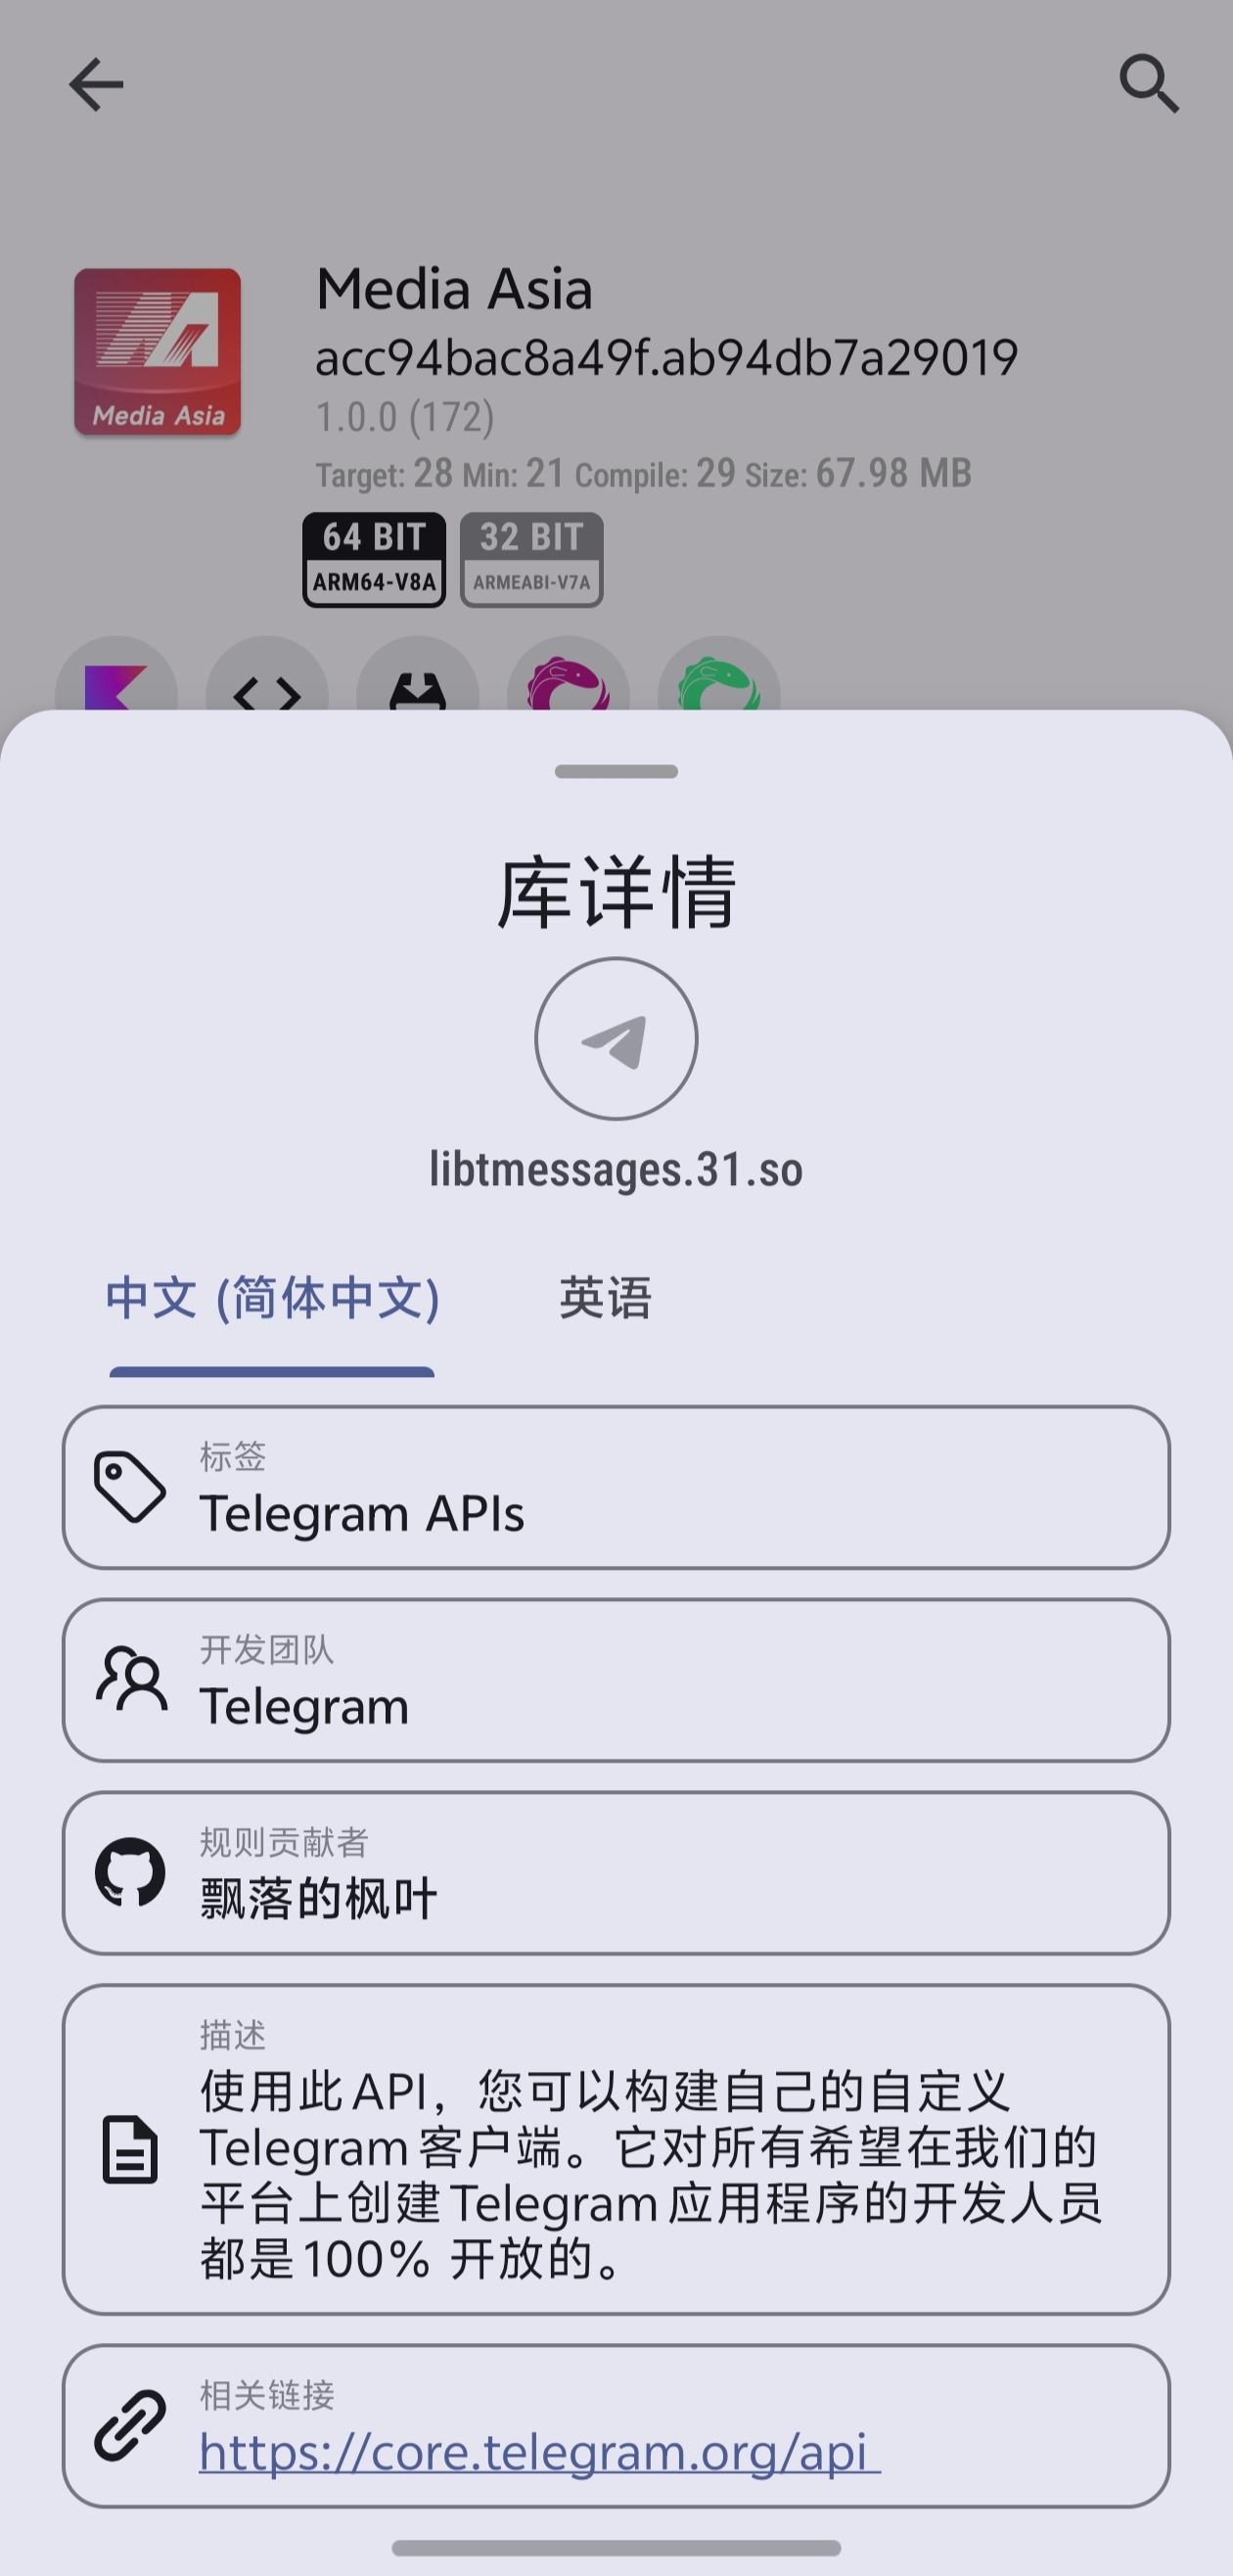 Media Asia
Media Asia
acc94bac8a49f.ab94db7a29019
1.0.0 (172)
Target: 28 Min: 21 Compile: 29 Size: 67.98 MB
64 BIT
32 BIT
ARM64-V8A
ARMEABI-V7A
库详情
libtmessages.31.so
中文 (简体中文)
英语
标签
Telegram APIs
开发团队
Telegram
规则贡献者
飘落的枫叶
描述
使用此 API，您可以构建自己的自定义
Telegram 客户端。它对所有希望在我们的
平台上创建 Telegram 应用程序的开发人员
都是 100% 开放的。
相关链接
https://core.telegram.org/api